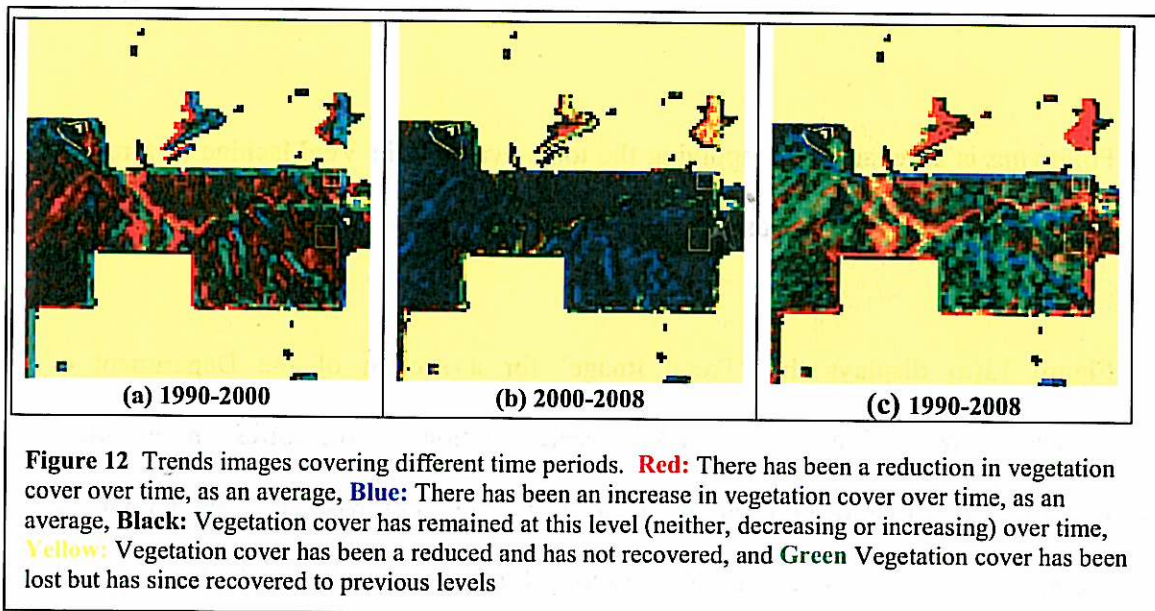 (a) 1990-2000
(b) 2000-2008
(c) 1990-2008
Figure 12 Trends images covering different time periods. Red: There has been a reduction in vegetation
cover over time, as an average, Blue: There has been an increase in vegetation cover over time, as an
average, Black: Vegetation cover has remained at this level (neither, decreasing or increasing) over time,
Yellow: Vegetation cover has been a reduced and has not recovered, and Green Vegetation cover has been
lost but has since recovered to previous levels